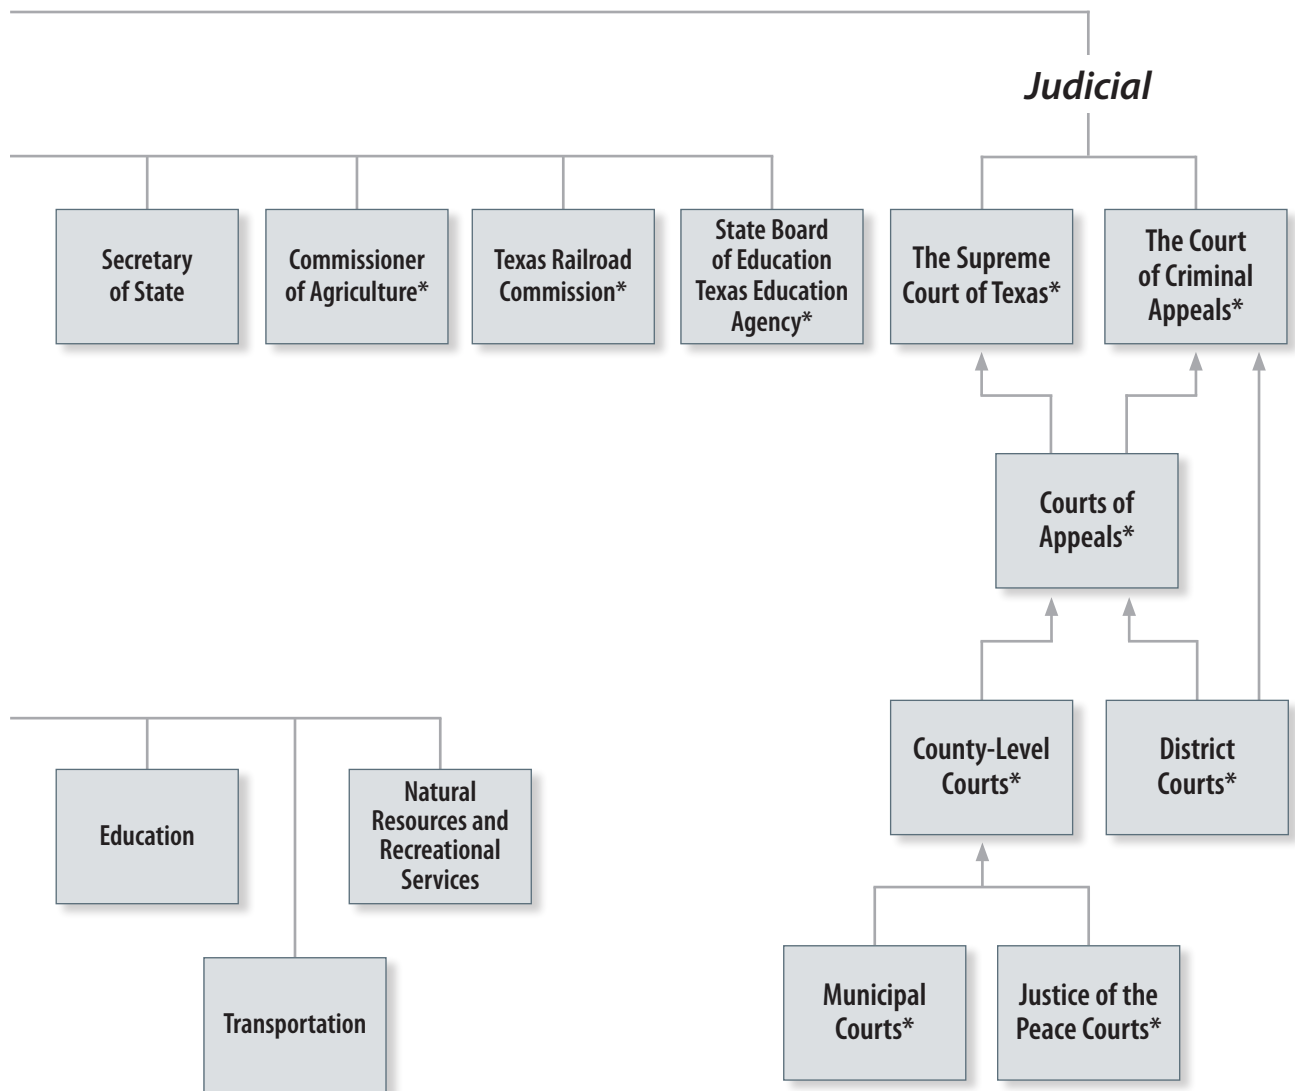 Judicial
Secretary
of State
Commissioner
of Agriculture*
Texas Railroad
Commission*
State Board
of Education
Texas Education
Agency*
The Supreme
Court of Texas*
The Court
of Criminal
Appeals*
Courts of
Appeals*
County-Level
Courts*
District
Courts*
Education
Natural
Resources and
Recreational
Services
Transportation
Municipal
Courts*
Justice of the
Peace Courts*